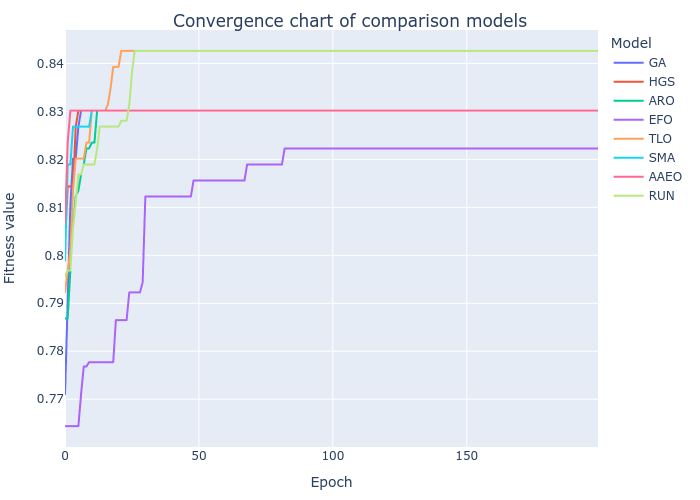 Convergence chart of comparison models
Model
GA
HGS
ARO
EFO
TLO
SMA
AAEO
RUN
Fitness value
0.84
0.83
0.82
0.81
0.8
0.79
0.78
0.77
0
50
100
150
Epoch